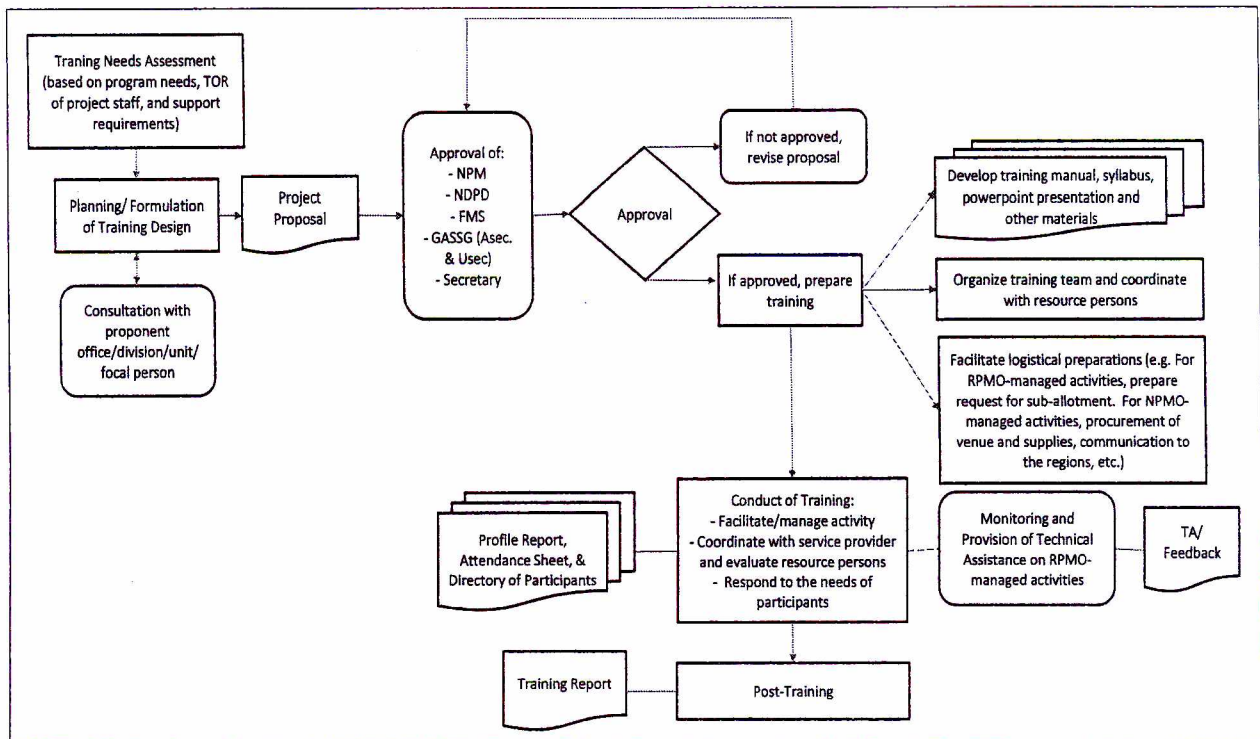 Traning Needs Assessment
(based on program needs, TOR
of project staff, and support
requirements)
Planning/ Formulation
of Training Design
Consultation with
proponent
office/division/unit/
focal person
Project
Proposal
Approval of:
- NPM
- NDPD
- FMS
- GASSG (Asec.
& Usec)
- Secretary
Approval
If not approved,
revise proposal
If approved, prepare
training
Develop training manual, syllabus,
powerpoint presentation and
other materials
Organize training team and coordinate
with resource persons
Facilitate logistical preparations (e.g. For
RPMO-managed activities, prepare
request for sub-allotment. For NPMO-
managed activities, procurement of
venue and supplies, communication to
the regions, etc.)
Profile Report,
Attendance Sheet, &
Directory of Participants
Conduct of Training:
- Facilitate/manage activity
- Coordinate with service provider
and evaluate resource persons
- Respond to the needs of
participants
Monitoring and
Provision of Technical
Assistance on RPMO-
managed activities
TA/
Feedback
Training Report
Post-Training